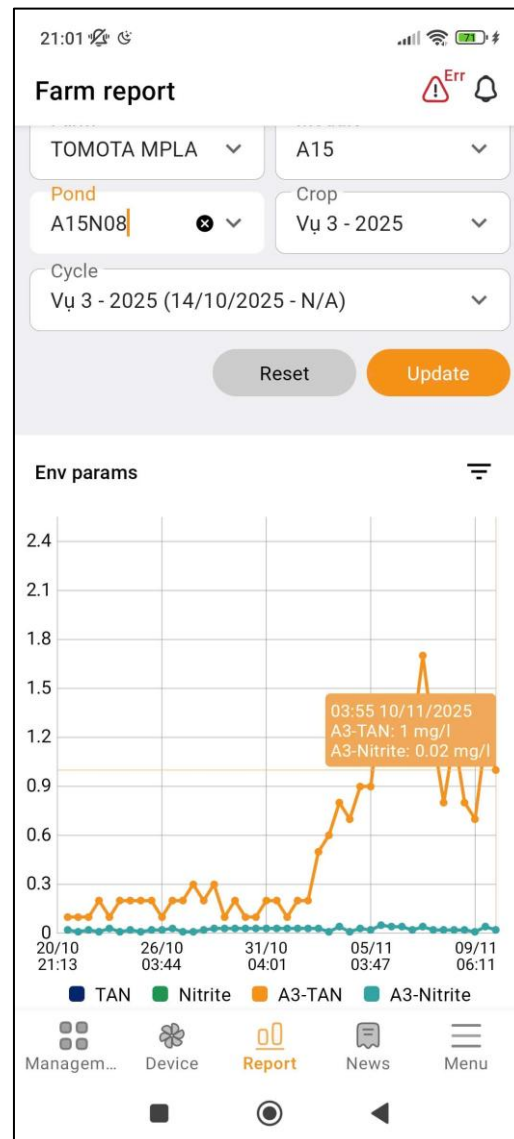 21:01
71
Farm report
Err
TOMOTA MPLA
A15
Pond
A15N08
Crop
Vụ 3 - 2025
Cycle
Vụ 3 - 2025 (14/10/2025 - N/A)
Reset
Update
Env params
2.4
2.1
1.8
1.5
1.2
0.9
0.6
0.3
0
03:55 10/11/2025
A3-TAN: 1 mg/l
A3-Nitrite: 0.02 mg/l
20/10 26/10 31/10 05/11 09/11
21:13 03:44 04:01 03:47 06:11
TAN Nitrite A3-TAN A3-Nitrite
Managem... Device Report News Menu